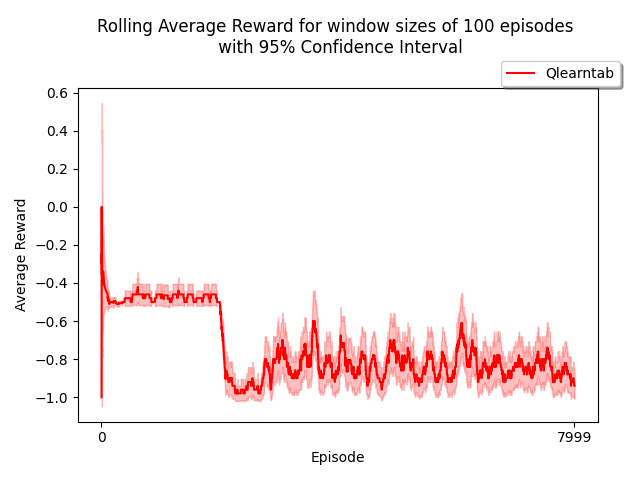 Rolling Average Reward for window sizes of 100 episodes
with 95% Confidence Interval
Qlearntab
0.6
0.4
0.2
0.0
−0.2
−0.4
−0.6
−0.8
−1.0
Average Reward
0
7999
Episode